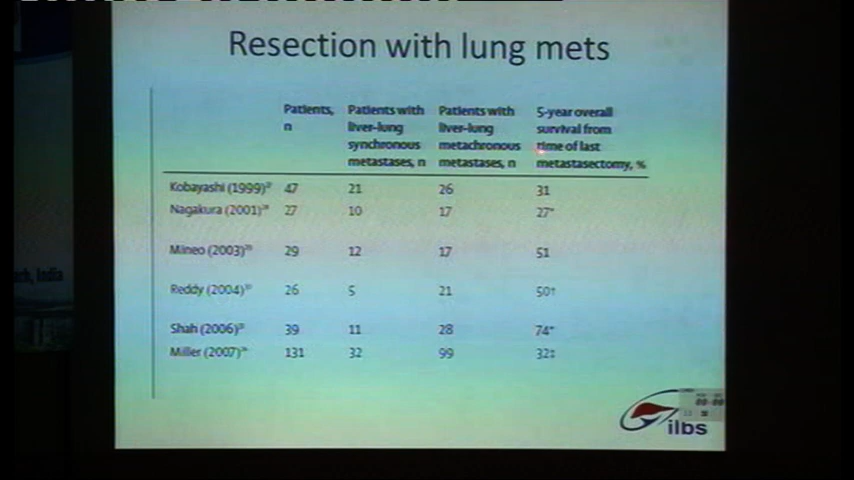 Resection with lung mets
Patients, Patients with Patients with 5-year overall
n liver-lung liver-lung survival from
synchronous metachronous time of last
metastases, n metastases, n metastasectomy, %
Kobayashi (1999) 47 21 26 31
Nagakura (2001) 27 10 17 27*
Mineo (2003) 29 12 17 51
Reddy (2004) 26 5 21 50†
Shah (2006) 39 11 28 74*
Miller (2007) 131 32 99 32‡
India
ilbs